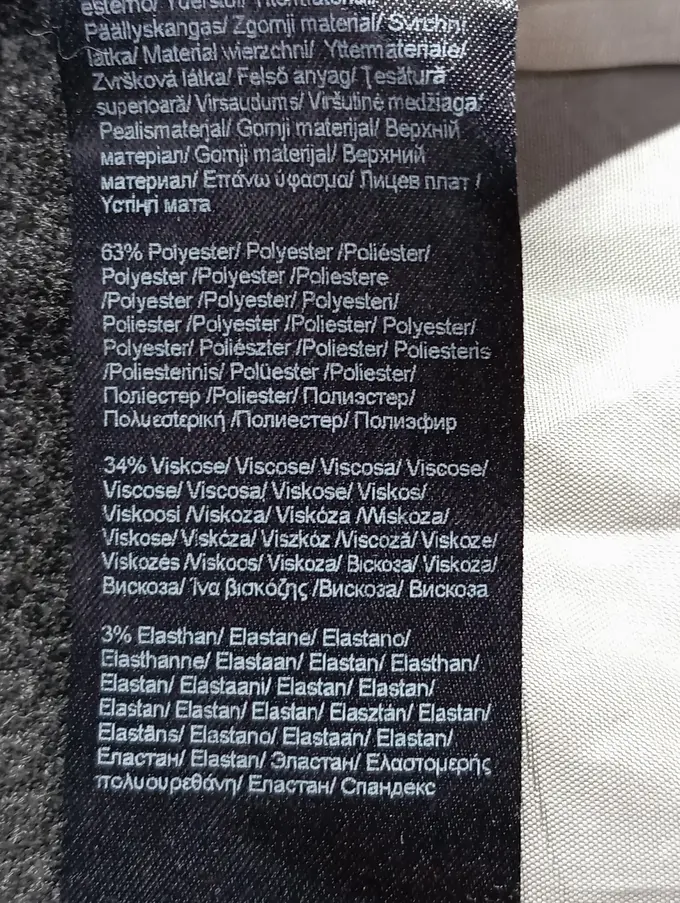 Päällyskangas/ Zgornji material/ Svrchní
látka/ Materiał wierzchni/ Yttermateriale/
Zvršková látka/ Felső anyag/ Ţesătură
superioară/ Virsaudums/ Viršutinė medžiaga/
Pealismaterjal/ Gornji materijal/ Верхній
матеріал/ Gornji materijal/ Верхний
материал/ Επάνω ύφασμα/ Лицев плат /
Үстіңгі мата
63% Polyester/ Polyester /Poliéster/
Polyester /Polyester /Poliestere
/Polyester /Polyester/ Polyesteri/
Poliester /Polyester /Poliester/ Polyester/
Polyester/ Poliészter /Poliester/ Poliesteris
/Poliesterinis/ Polüester /Poliester/
Поліестер /Poliester/ Полиэстер/
Πολυεστερική /Полиестер/ Полиэфир
34% Viskose/ Viscose/ Viscosa/ Viscose/
Viscose/ Viscosa/ Viskose/ Viskos/
Viskoosi /Viskoza/ Viskóza /Wiskoza/
Viskose/ Viskóza/ Viszkóz /Viscoză/ Viskoze/
Viskozės /Viskoos/ Viskoza/ Віскоза/ Viskoza/
Вискоза/ Ίνα βισκόζης /Вискоза/ Вискоза
3% Elasthan/ Elastane/ Elastano/
Elasthanne/ Elastaan/ Elastan/ Elasthan/
Elastan/ Elastaani/ Elastan/ Elastan/
Elastan/ Elastan/ Elastan/ Elasztán/ Elastan/
Elastāns/ Elastano/ Elastaan/ Elastan/
Еластан/ Elastan/ Эластан/ Ελαστομερής
πολυουρεθάνη/ Еластан/ Спандекс